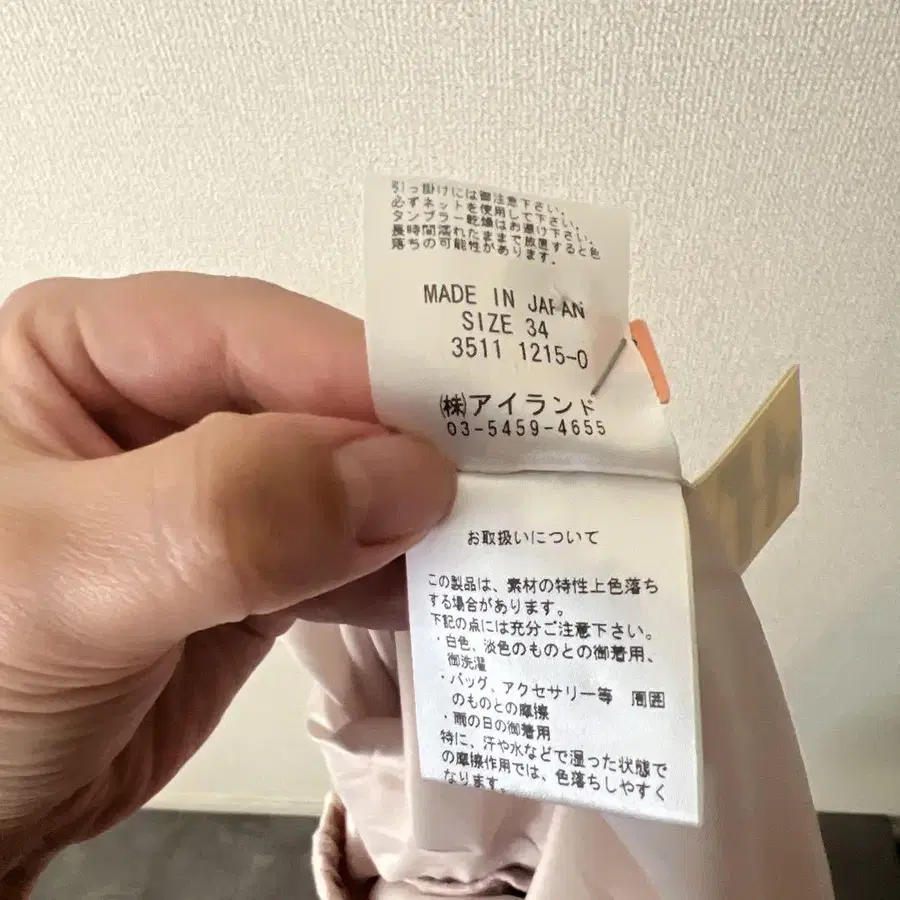 引っ掛けには御注意下さい。
必ずネットを使用して下さい。
タンブラー乾燥はお避け下さい。
長時間濡れたままで放置すると色
落ちの可能性があります。
MADE IN JAPAN
SIZE 34
3511 1215-0
㈱アイランド
03-5459-4655
お取扱いについて
この製品は、素材の特性上色落ち
する場合があります。
下記の点には充分ご注意下さい。
・白色、淡色のものとの御着用、
御洗濯
・バッグ、アクセサリー等 周囲
のものとの摩擦
・雨の日の御着用
特に、汗や水などで湿った状態で
の摩擦作用では、色落ちしやすく
なります。